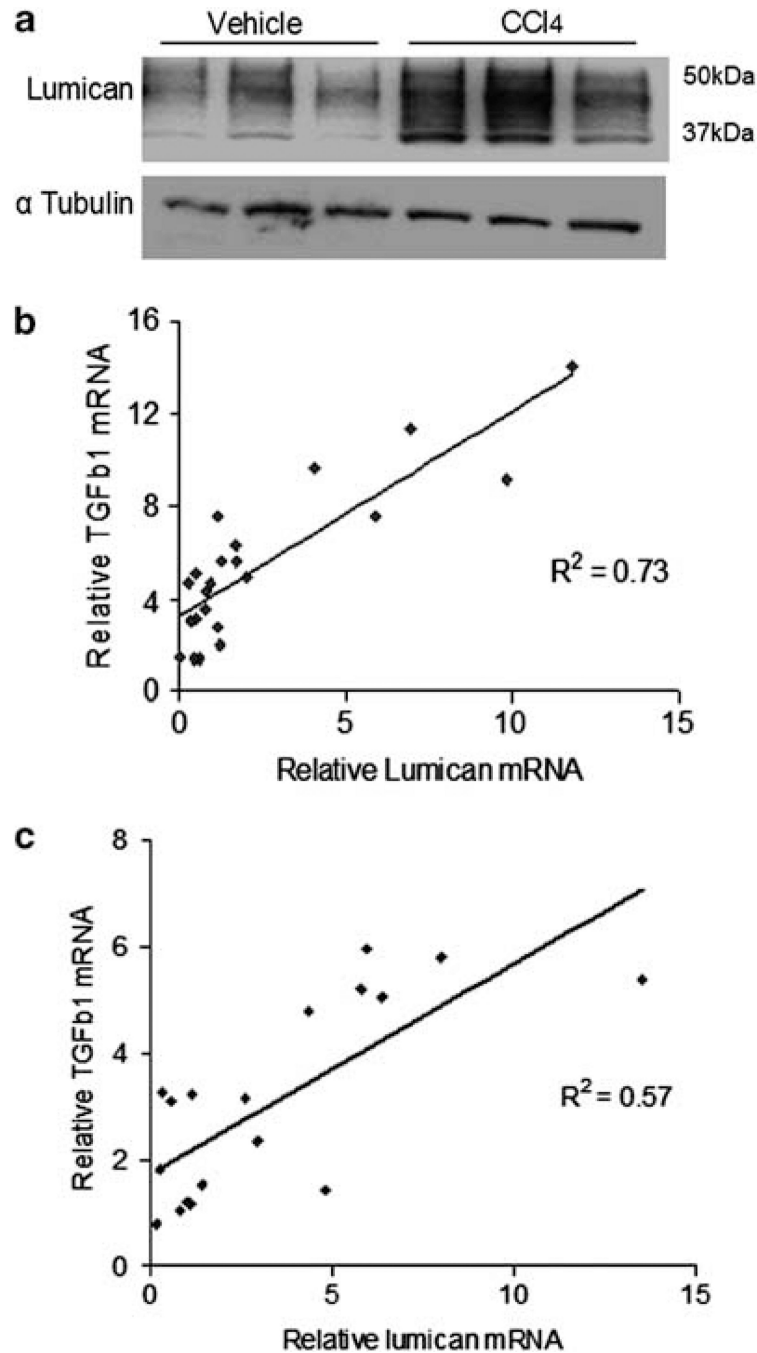 a
Vehicle CCl4
Lumican
50kDa
37kDa
α Tubulin
b
16
12
8
4
0
Relative TGFb1 mRNA
R² = 0.73
0 5 10 15
Relative Lumican mRNA
c
8
6
4
2
0
Relative TGFb1 mRNA
R² = 0.57
0 5 10 15
Relative lumican mRNA